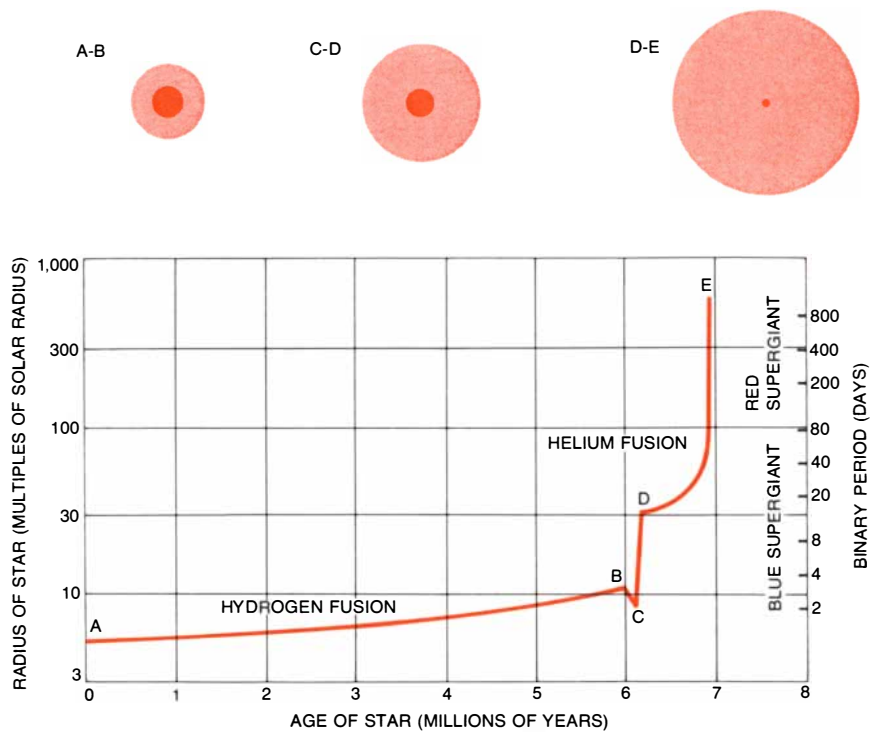 A-B
C-D
D-E
RADIUS OF STAR (MULTIPLES OF SOLAR RADIUS)
1,000
300
100
30
10
3
A
HYDROGEN FUSION
B
C
D
HELIUM FUSION
E
RED
SUPERGIANT
BLUE SUPERGIANT
800
400
200
80
40
20
8
4
2
BINARY PERIOD (DAYS)
0 1 2 3 4 5 6 7 8
AGE OF STAR (MILLIONS OF YEARS)